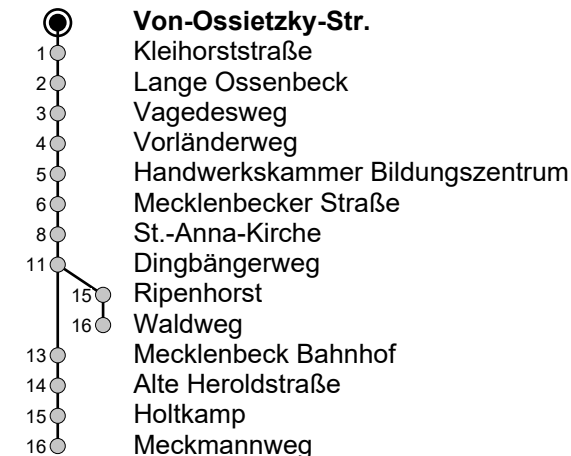 Von-Ossietzky-Str.
1 Kleihorststraße
2 Lange Ossenbeck
3 Vagedesweg
4 Vorländerweg
5 Handwerkskammer Bildungszentrum
6 Mecklenbecker Straße
8 St.-Anna-Kirche
11 Dingbängerweg
15 Ripenhorst
16 Waldweg
13 Mecklenbeck Bahnhof
14 Alte Heroldstraße
15 Holtkamp
16 Meckmannweg